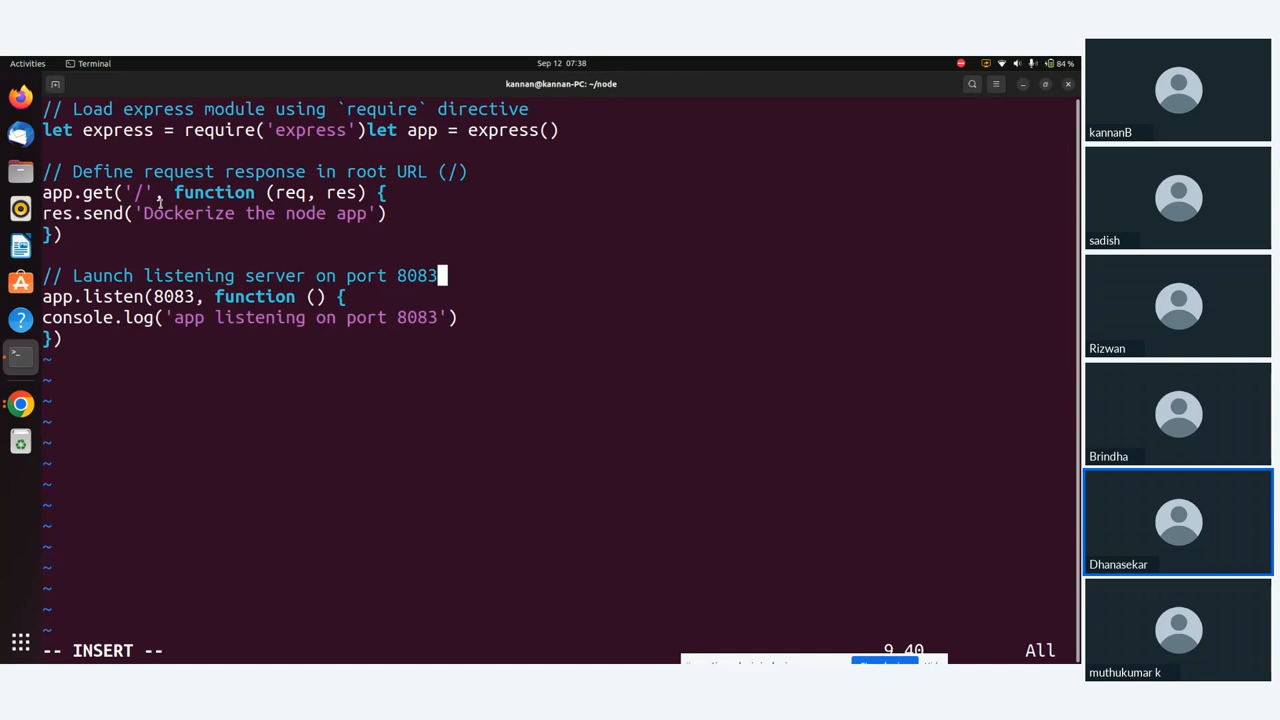 Activities
Terminal
Sep 12 07:38
84 %
kannan@kannan-PC: ~/node
// Load express module using `require` directive
let express = require('express')let app = express()
// Define request response in root URL (/)
app.get('/', function (req, res) {
res.send('Dockerize the node app')
})
// Launch listening server on port 8083
app.listen(8083, function () {
console.log('app listening on port 8083')
})
~
~
~
~
~
~
~
~
~
~
~
~
~
~
-- INSERT --
9,40
All
kannanB
sadish
Rizwan
Brindha
Dhanasekar
muthukumar k